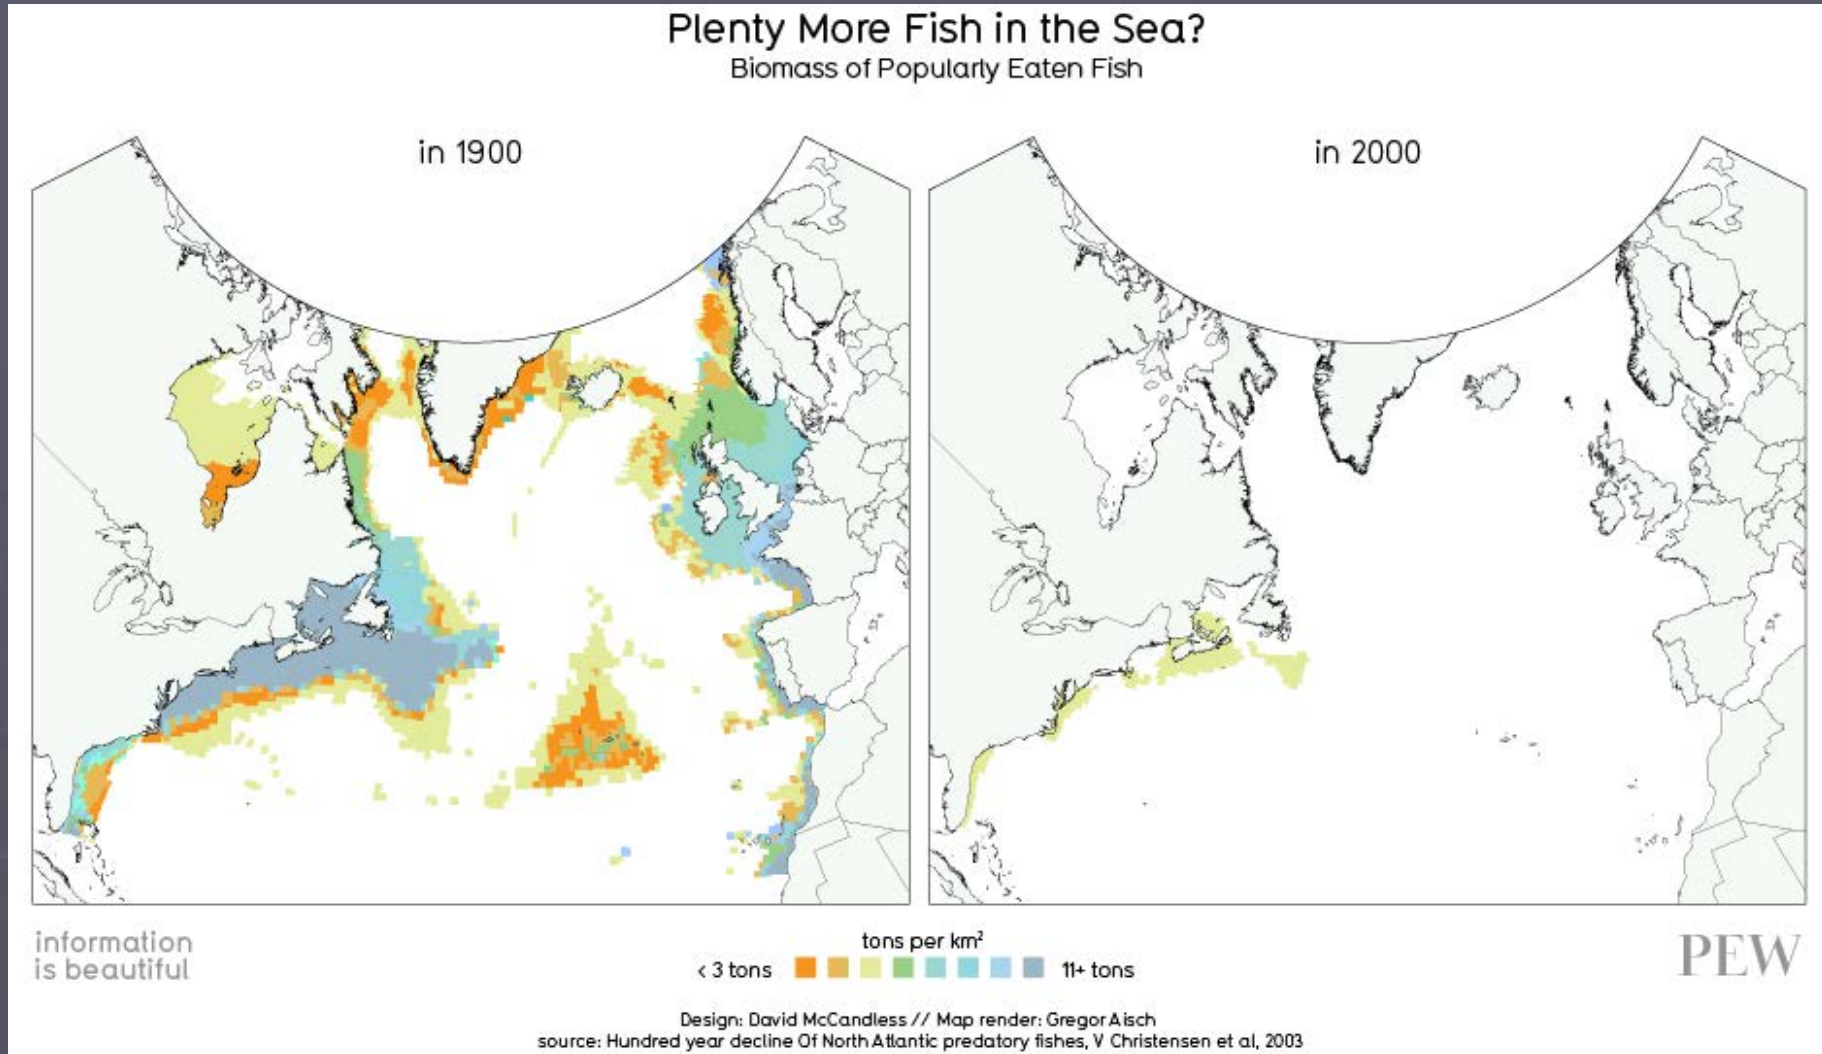 Plenty More Fish in the Sea?
Biomass of Popularly Eaten Fish
in 1900
in 2000
information
is beautiful
tons per km²
< 3 tons
11+ tons
PEW
Design: David McCandless // Map render: Gregor Aisch
source: Hundred year decline Of North Atlantic predatory fishes, V Christensen et al, 2003